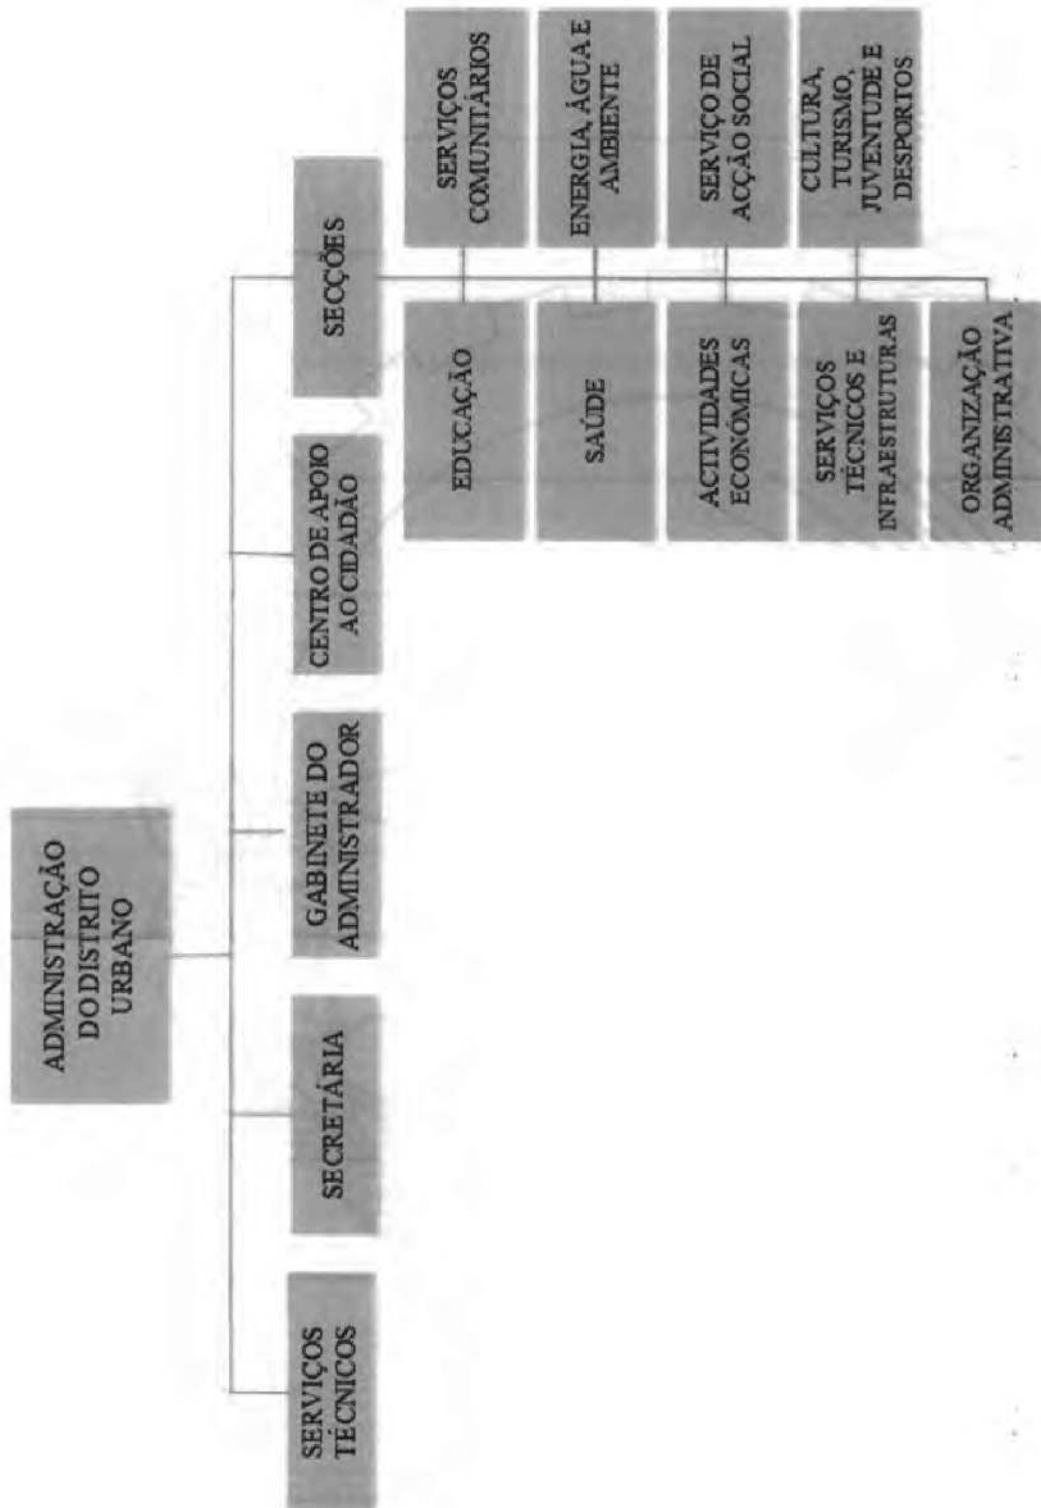 ADMINISTRAÇÃO
DO DISTRITO
URBANO
SERVIÇOS
TÉCNICOS
SECRETÁRIA
GABINETE DO
ADMINISTRADOR
CENTRO DE APOIO
AO CIDADÃO
SECÇÕES
EDUCAÇÃO
SERVIÇOS
COMUNITÁRIOS
SAÚDE
ENERGIA, ÁGUA E
AMBIENTE
ACTIVIDADES
ECONÓMICAS
SERVIÇO DE
ACÇÃO SOCIAL
SERVIÇOS
TÉCNICOS E
INFRAESTRUTURAS
CULTURA,
TURISMO,
JUVENTUDE E
DESPORTOS
ORGANIZAÇÃO
ADMINISTRATIVA